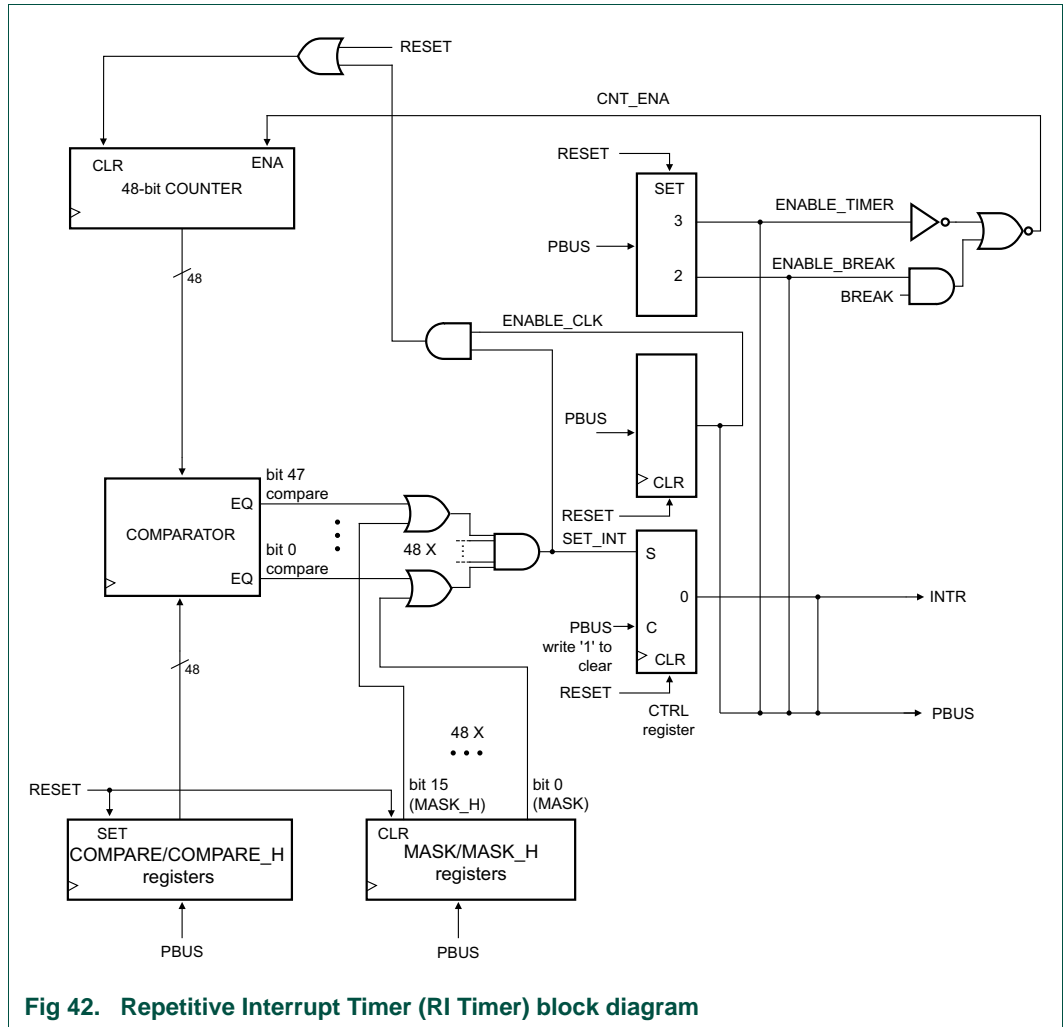 RESET
CNT_ENA
CLR
ENA
48-bit COUNTER
RESET
SET
3
ENABLE_TIMER
PBUS
48
2
ENABLE_BREAK
BREAK
ENABLE_CLK
PBUS
CLR
bit 47
compare
EQ
RESET
COMPARATOR
SET_INT
48 X
S
bit 0
compare
EQ
0
INTR
PBUS
write '1' to
clear
C
CLR
48
RESET
CTRL
register
PBUS
48 X
RESET
bit 15
(MASK_H)
bit 0
(MASK)
SET
COMPARE/COMPARE_H
registers
CLR
MASK/MASK_H
registers
PBUS
PBUS
Fig 42. Repetitive Interrupt Timer (RI Timer) block diagram